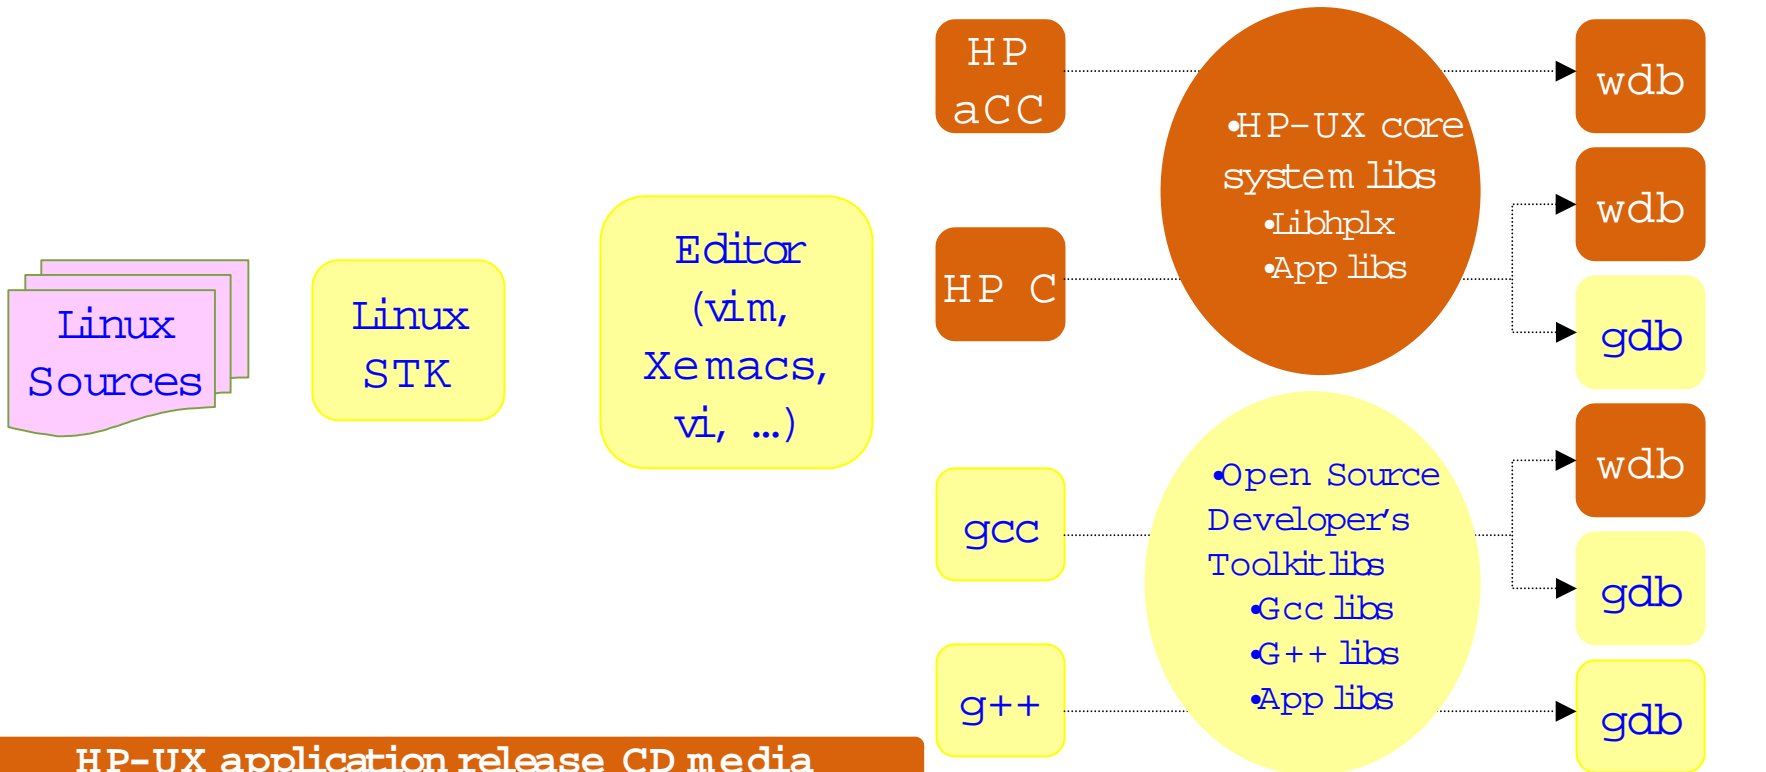 Linux
Sources
Linux
STK
Editor
(vim,
Xemacs,
vi, ...)
HP
aCC
HP C
gcc
g++
•HP-UX core
system libs
•Libhplx
•App libs
•Open Source
Developer's
Toolkit libs
•Gcc libs
•G++ libs
•App libs
wdb
wdb
gdb
wdb
gdb
gdb
HP-UX application release CD media